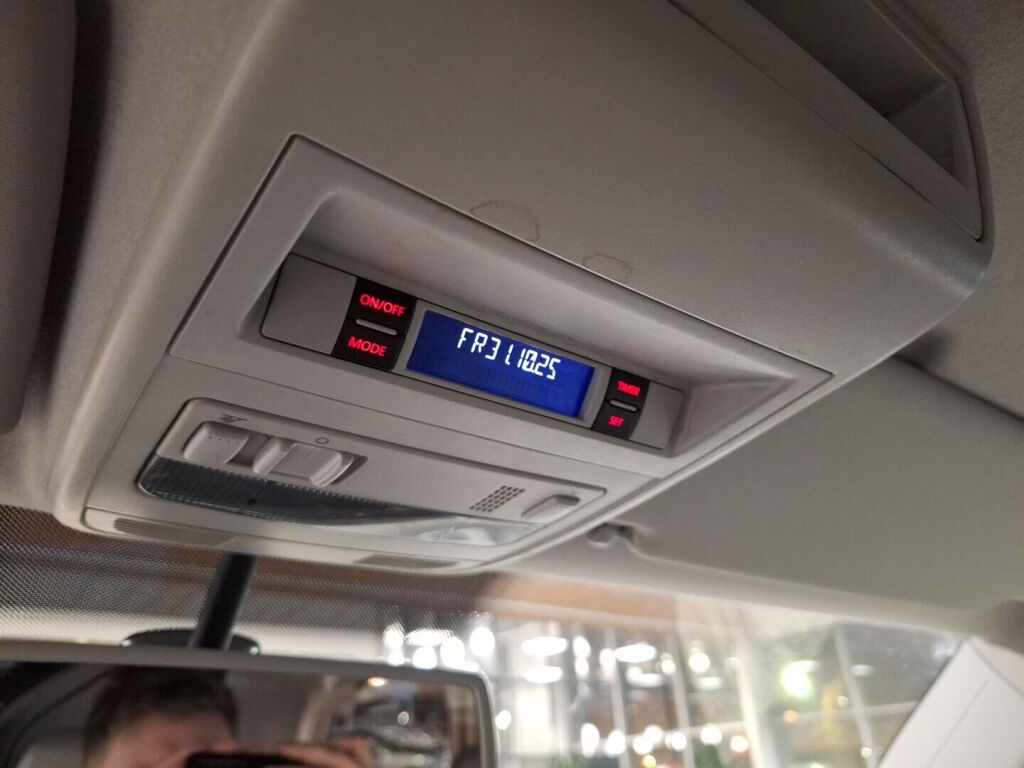 ON/OFF
MODE
FR31.10.25
TIMER
SET